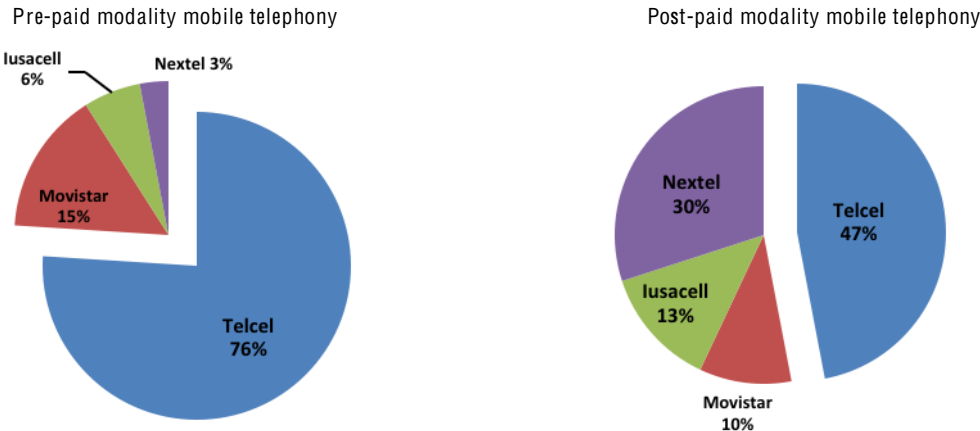 Pre-paid modality mobile telephony
Iusacell
6%
Nextel 3%
Movistar
15%
Telcel
76%
Post-paid modality mobile telephony
Nextel
30%
Telcel
47%
Iusacell
13%
Movistar
10%